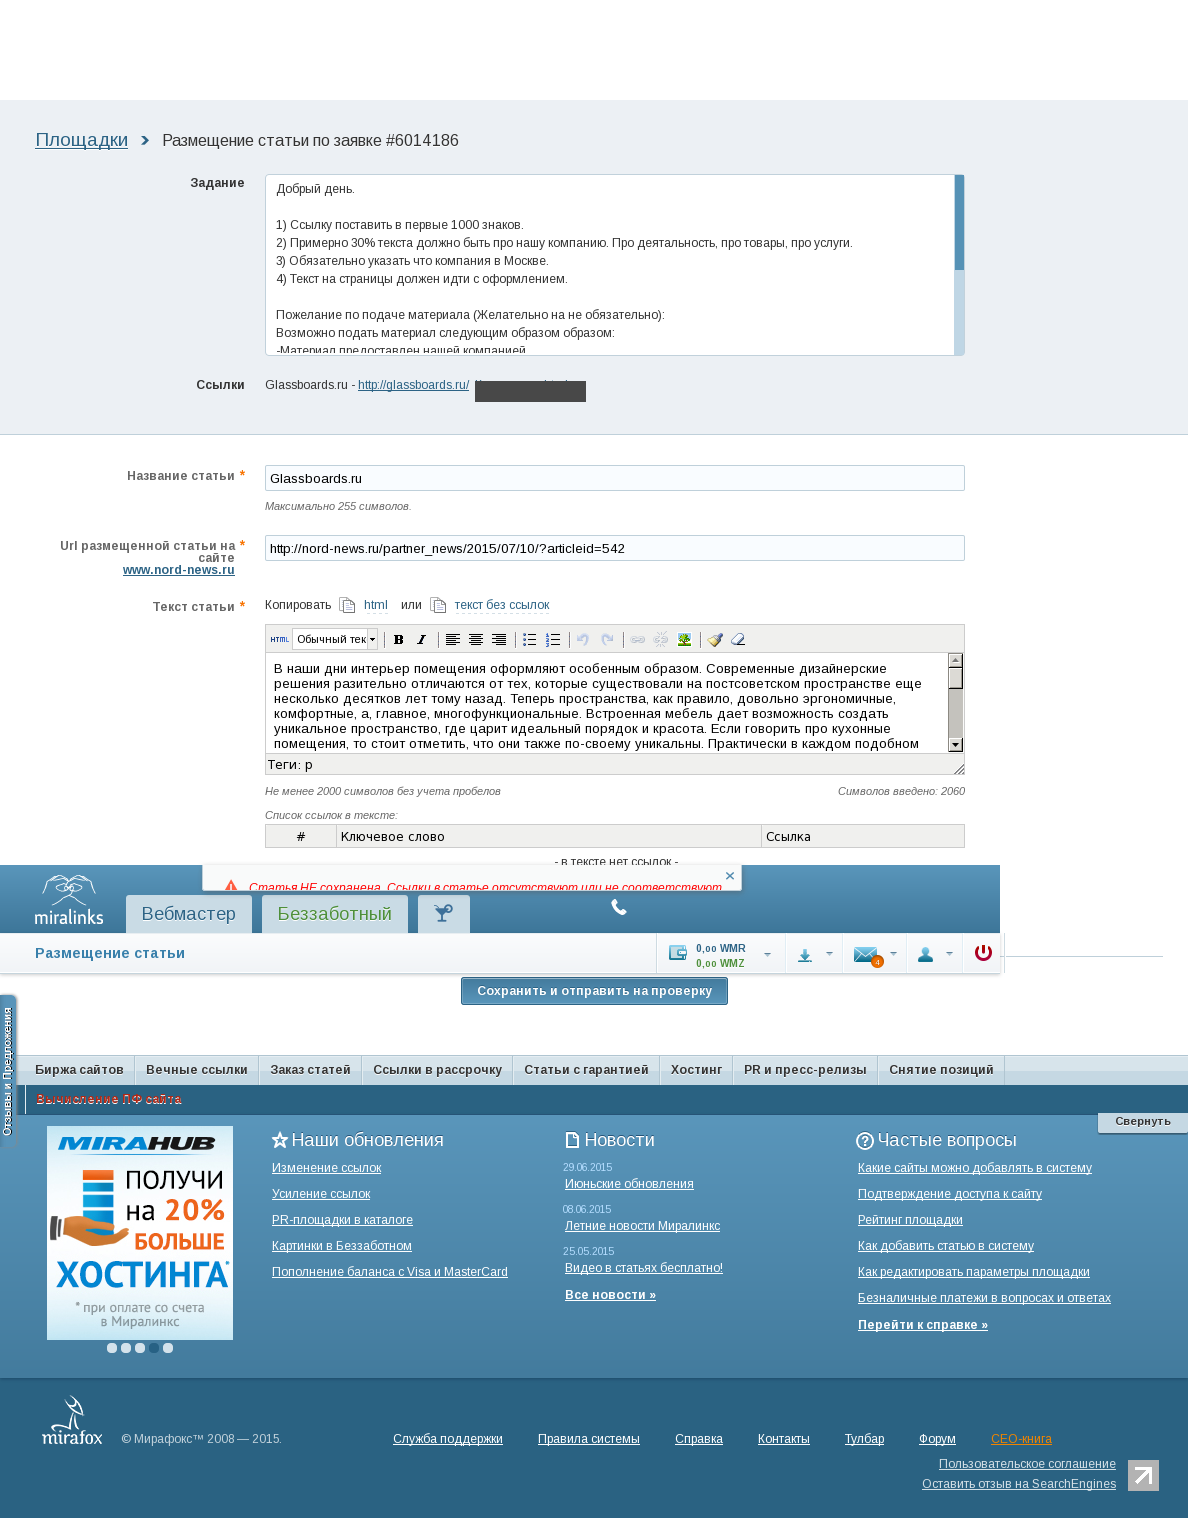 Площадки
Размещение статьи по заявке #6014186
Задание
Добрый день.
1) Ссылку поставить в первые 1000 знаков.
2) Примерно 30% текста должно быть про нашу компанию. Про деятальность, про товары, про услуги.
3) Обязательно указать что компания в Москве.
4) Текст на страницы должен идти с оформлением.
Пожелание по подаче материала (Желательно на не обязательно):
Возможно подать материал следующим образом образом:
-Материал предоставлен нашей компанией
Ссылки
Glassboards.ru - http://glassboards.ru/
Название статьи *
Glassboards.ru
Максимально 255 символов.
Url размещенной статьи на *
сайте
www.nord-news.ru
http://nord-news.ru/partner_news/2015/07/10/?articleid=542
Текст статьи *
Копировать html или текст без ссылок
HTML Обычный тек B I
В наши дни интерьер помещения оформляют особенным образом. Современные дизайнерские
решения разительно отличаются от тех, которые существовали на постсоветском пространстве еще
несколько десятков лет тому назад. Теперь пространства, как правило, довольно эргономичные,
комфортные, а, главное, многофункциональные. Встроенная мебель дает возможность создать
уникальное пространство, где царит идеальный порядок и красота. Если говорить про кухонные
помещения, то стоит отметить, что они также по-своему уникальны. Практически в каждом подобном
Теги: p
Не менее 2000 символов без учета пробелов
Символов введено: 2060
Список ссылок в тексте:
# Ключевое слово Ссылка
- в тексте нет ссылок -
Статья НЕ сохранена. Ссылки в статье отсутствуют или не соответствуют
miralinks
Вебмастер
Беззаботный
Размещение статьи
0,00 WMR
0,00 WMZ
4
Сохранить и отправить на проверку
Отзывы и Предложения
Биржа сайтов Вечные ссылки Заказ статей Ссылки в рассрочку Статьи с гарантией Хостинг PR и пресс-релизы Снятие позиций
Вычисление ПФ сайта
Свернуть
MIRAHUB
ПОЛУЧИ
НА 20%
БОЛЬШЕ
ХОСТИНГА*
* при оплате со счета
в Миралинкс
Наши обновления
Изменение ссылок
Усиление ссылок
PR-площадки в каталоге
Картинки в Беззаботном
Пополнение баланса с Visa и MasterCard
Новости
29.06.2015
Июньские обновления
08.06.2015
Летние новости Миралинкс
25.05.2015
Видео в статьях бесплатно!
Все новости »
Частые вопросы
Какие сайты можно добавлять в систему
Подтверждение доступа к сайту
Рейтинг площадки
Как добавить статью в систему
Как редактировать параметры площадки
Безналичные платежи в вопросах и ответах
Перейти к справке »
mirafox
© Мирафокс™ 2008 — 2015.
Служба поддержки Правила системы Справка Контакты Тулбар Форум СЕО-книга
Пользовательское соглашение
Оставить отзыв на SearchEngines